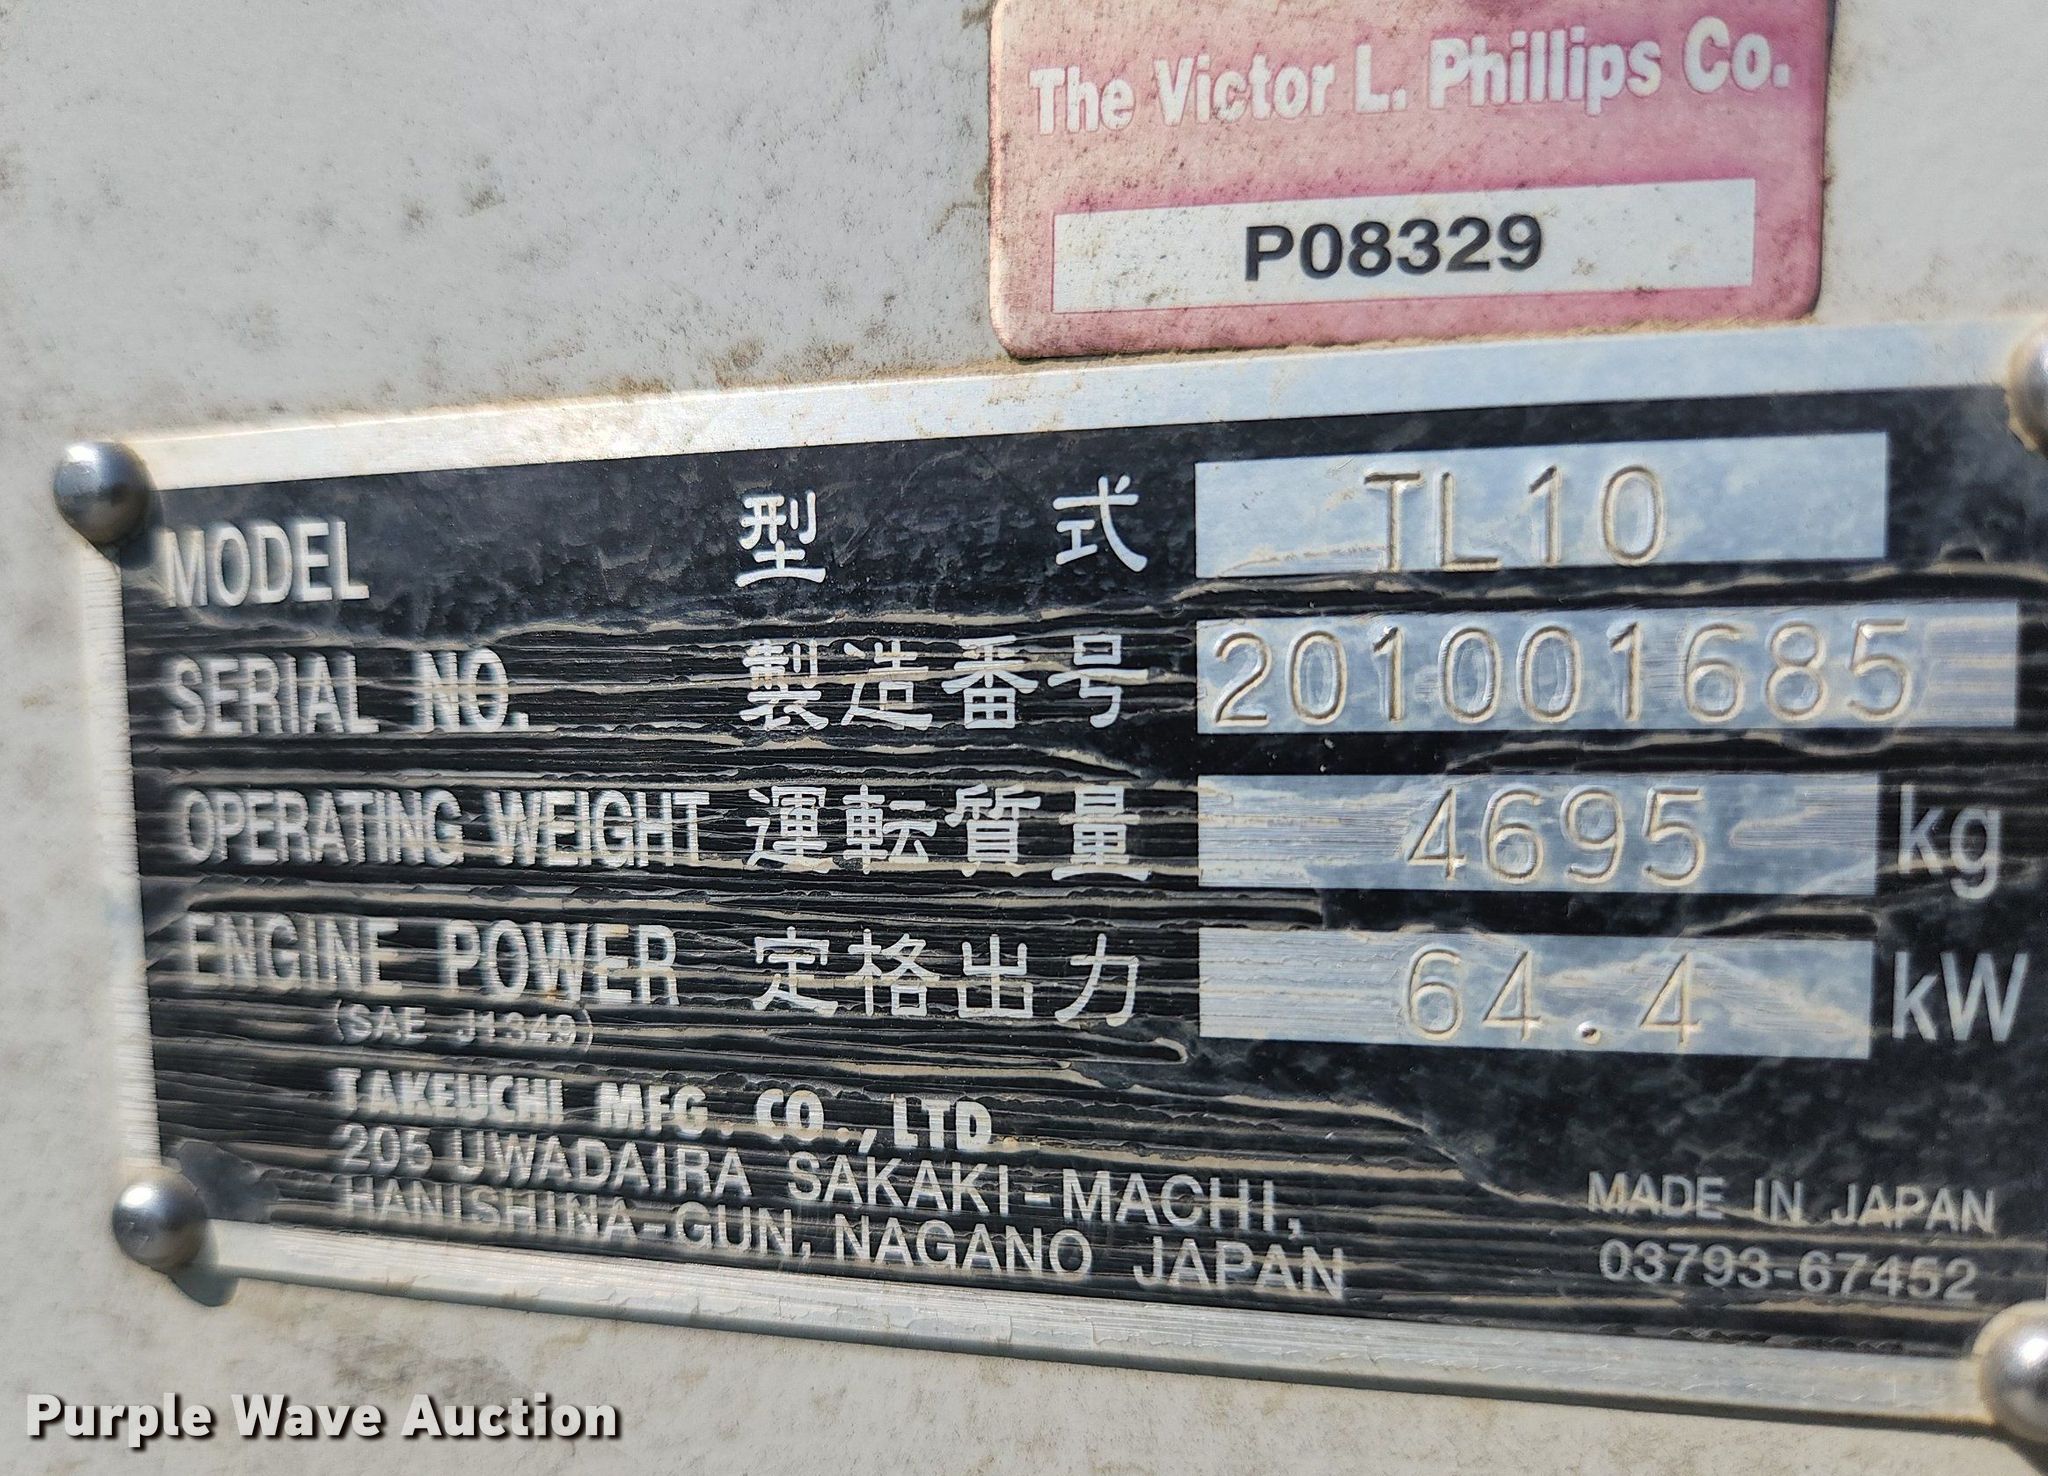 The Victor L. Phillips Co.
P08329
MODEL 型式 TL10
SERIAL NO. 製造番号 201001685
OPERATING WEIGHT 運転質量 4695 kg
ENGINE POWER 定格出力 64.4 kW
(SAE J1349)
TAKEUCHI MFG. CO., LTD.
205 UWADAIRA SAKAKI-MACHI,
HANISHINA-GUN, NAGANO JAPAN
MADE IN JAPAN
03793-67452
Purple Wave Auction